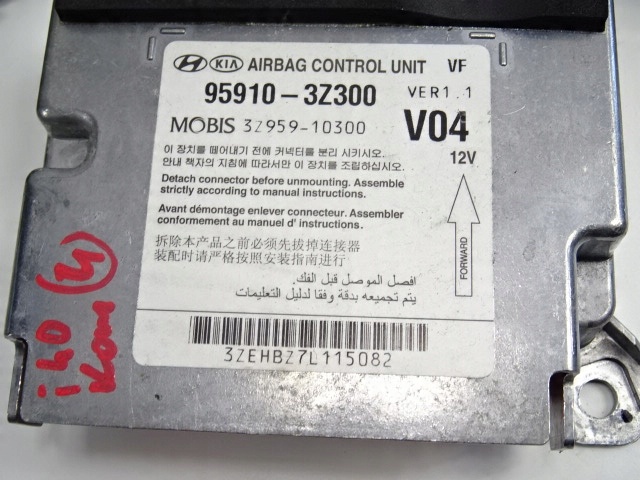 HYUNDAI KIA AIRBAG CONTROL UNIT VF
95910-3Z300 VER1.1
MOBIS 3Z959-10300 V04
이 장치를 떼어내기 전에 커넥터를 분리 시키시오.
안내 책자의 지침에 따라서만 이 장치를 조립하십시오.
12V
Detach connector before unmounting. Assemble
strictly according to manual instructions.
Avant démontage enlever connecteur. Assembler
conformement au manuel d' instructions.
FORWARD
拆除本产品之前必须先拔掉连接器
装配时请严格按照安装指南进行
افصل الموصل قبل الفك.
يتم تجميعه بدقة وفقا لدليل التعليمات
3ZEHBZ7L115082
i40
Kom (4)